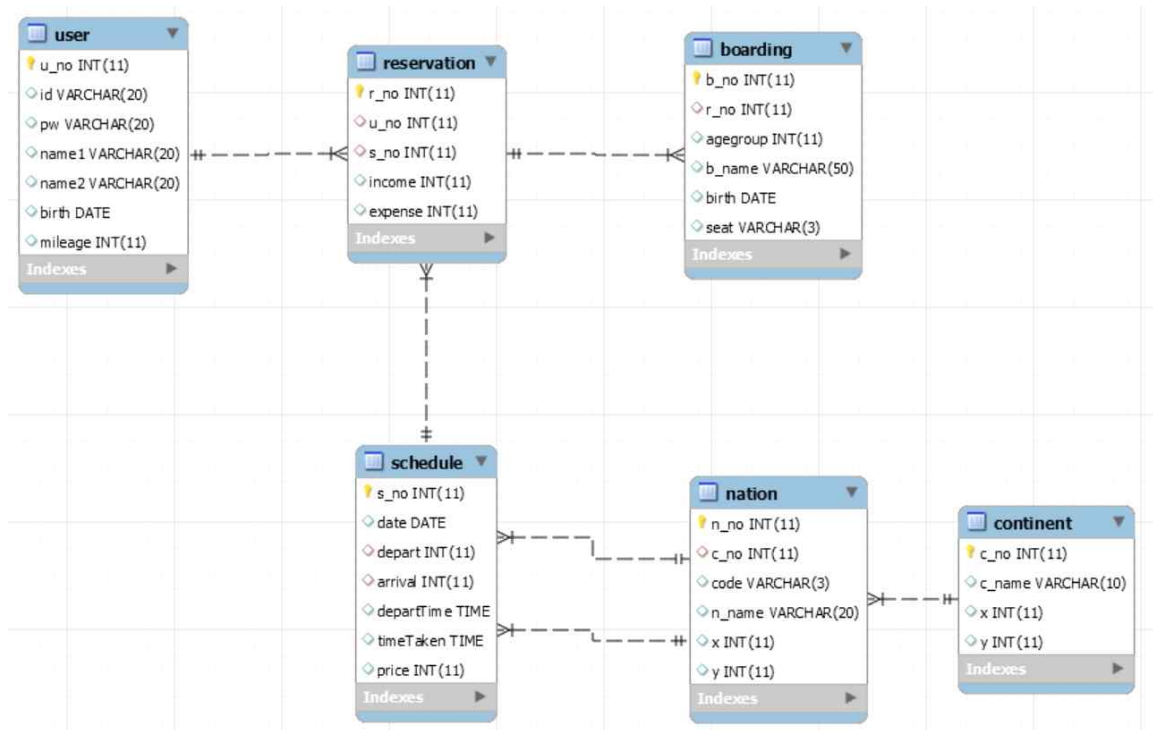 user
u_no INT(11)
id VARCHAR(20)
pw VARCHAR(20)
name1 VARCHAR(20)
name2 VARCHAR(20)
birth DATE
mileage INT(11)
Indexes
reservation
r_no INT(11)
u_no INT(11)
s_no INT(11)
income INT(11)
expense INT(11)
Indexes
boarding
b_no INT(11)
r_no INT(11)
agegroup INT(11)
b_name VARCHAR(50)
birth DATE
seat VARCHAR(3)
Indexes
schedule
s_no INT(11)
date DATE
depart INT(11)
arrival INT(11)
departTime TIME
timeTaken TIME
price INT(11)
Indexes
nation
n_no INT(11)
c_no INT(11)
code VARCHAR(3)
n_name VARCHAR(20)
x INT(11)
y INT(11)
Indexes
continent
c_no INT(11)
c_name VARCHAR(10)
x INT(11)
y INT(11)
Indexes